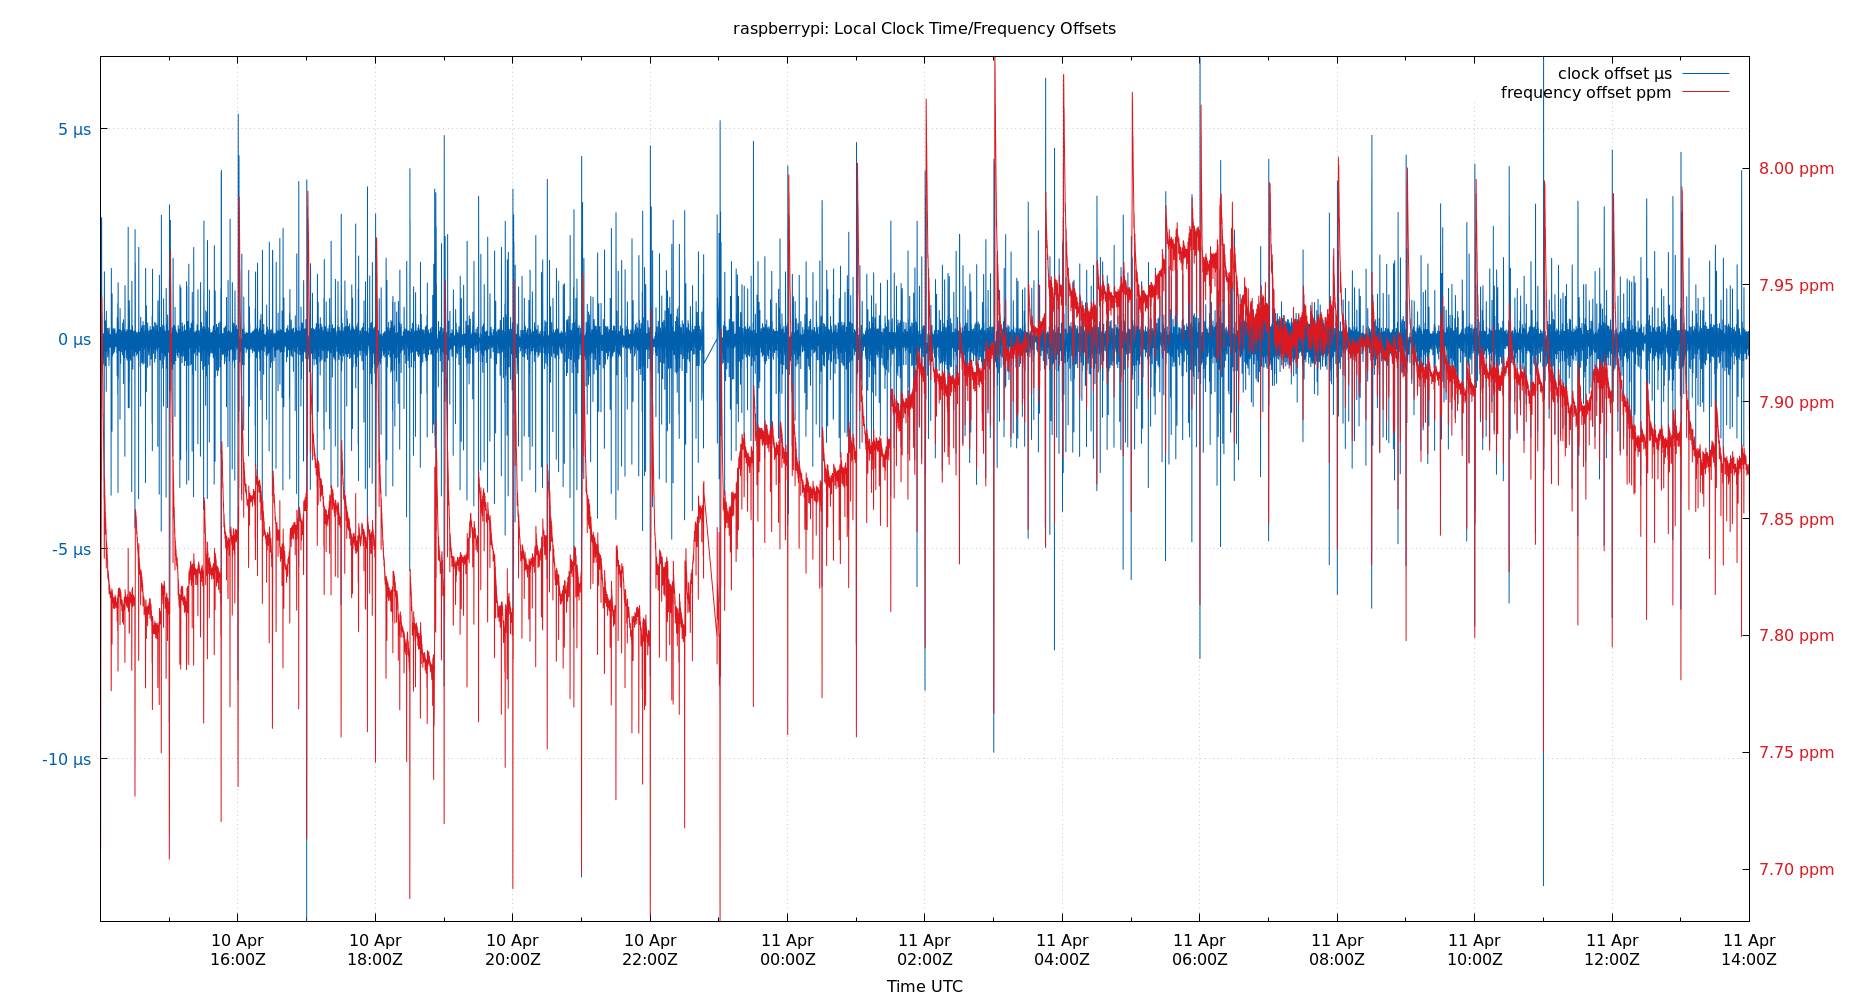 raspberrypi: Local Clock Time/Frequency Offsets
clock offset µs
frequency offset ppm
5 µs
0 µs
-5 µs
-10 µs
8.00 ppm
7.95 ppm
7.90 ppm
7.85 ppm
7.80 ppm
7.75 ppm
7.70 ppm
10 Apr 10 Apr 10 Apr 10 Apr 11 Apr 11 Apr 11 Apr 11 Apr 11 Apr 11 Apr 11 Apr 11 Apr
16:00Z 18:00Z 20:00Z 22:00Z 00:00Z 02:00Z 04:00Z 06:00Z 08:00Z 10:00Z 12:00Z 14:00Z
Time UTC